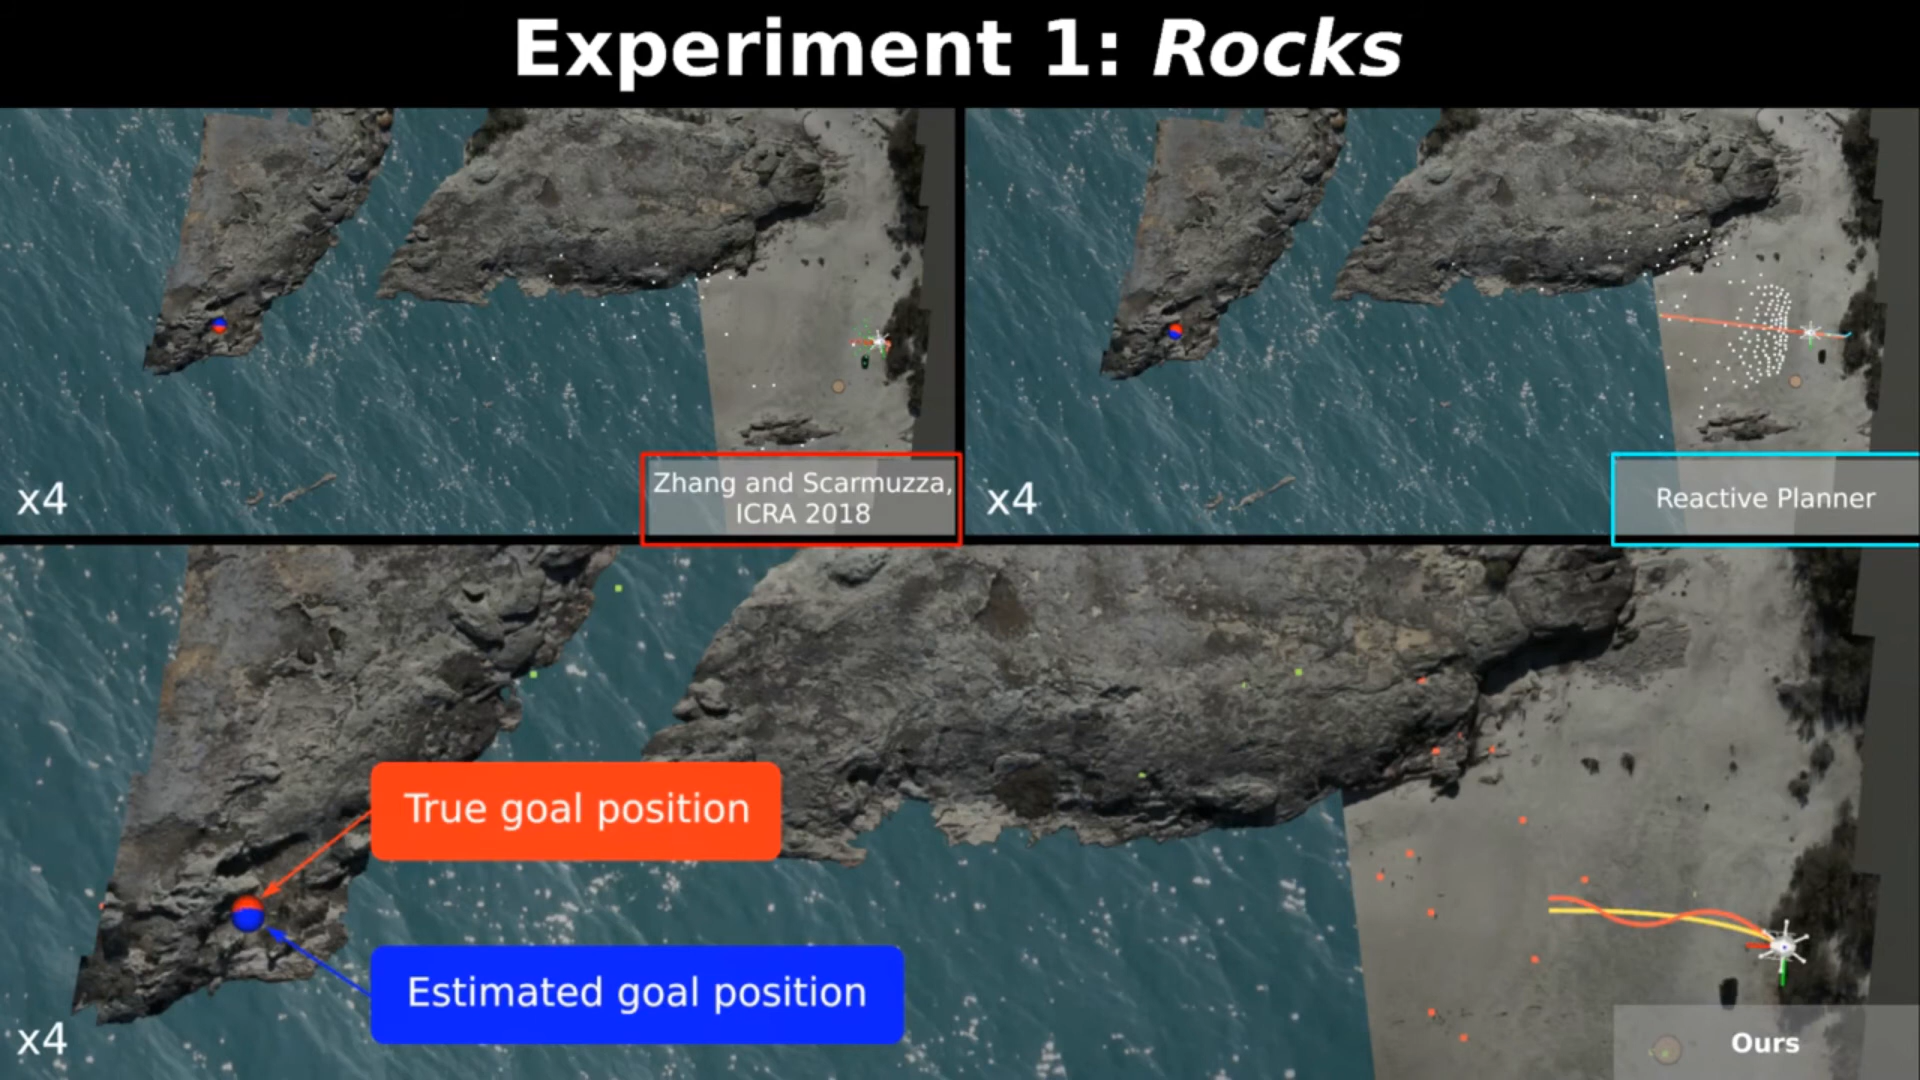 Experiment 1: Rocks
x4
Zhang and Scarmuzza,
ICRA 2018
x4
Reactive Planner
True goal position
Estimated goal position
x4
Ours